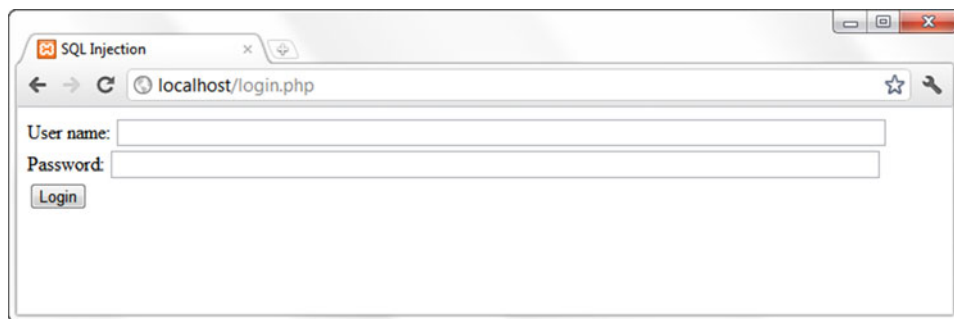 SQL Injection
localhost/login.php
User name:
Password:
Login